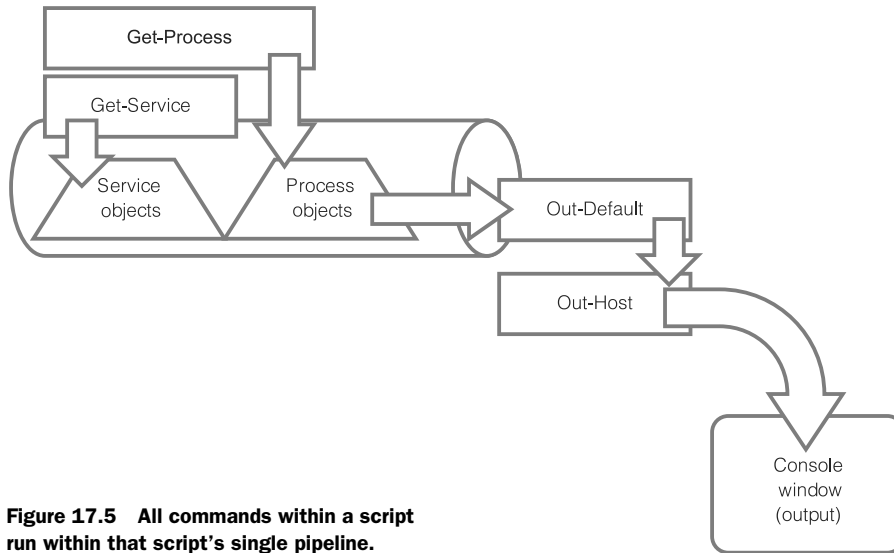 Get-Process
Get-Service
Service
objects
Process
objects
Out-Default
Out-Host
Console
window
(output)
Figure 17.5 All commands within a script
run within that script's single pipeline.